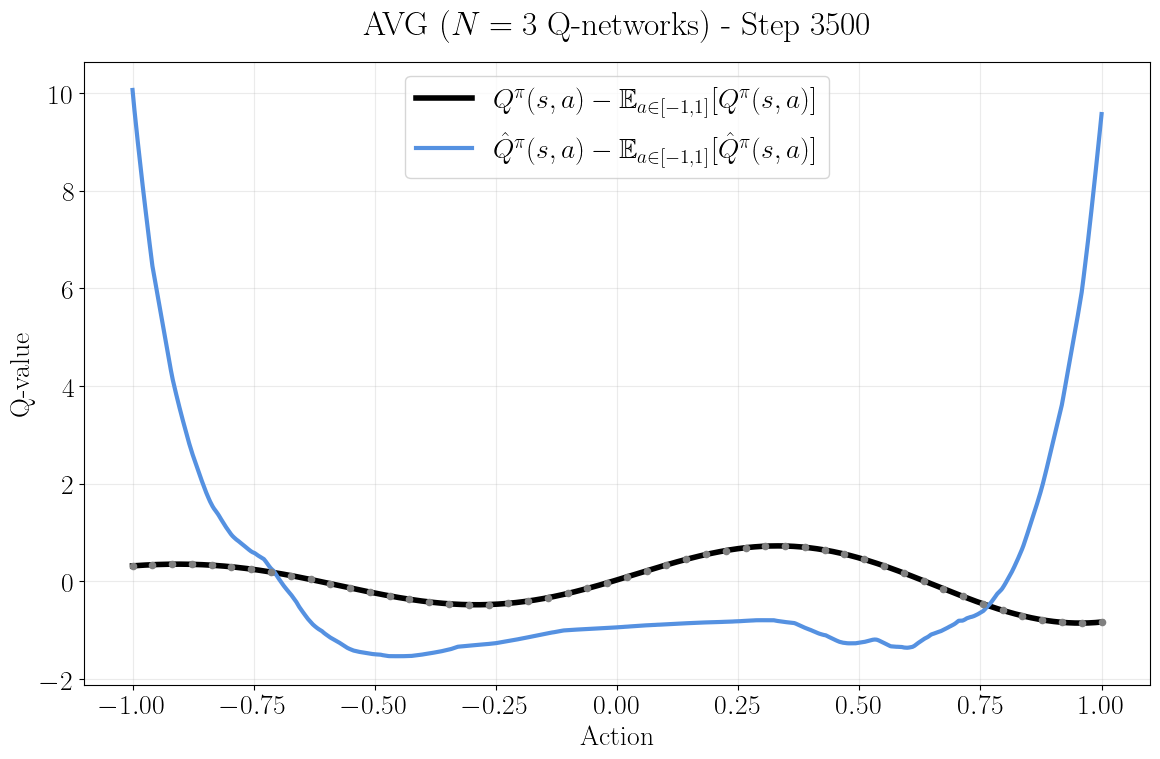 AVG (N = 3 Q-networks) - Step 3500
Q^π(s, a) − 𝔼_{a∈[−1,1]}[Q^π(s, a)]
Q̂^π(s, a) − 𝔼_{a∈[−1,1]}[Q̂^π(s, a)]
Q-value
10
8
6
4
2
0
−2
−1.00 −0.75 −0.50 −0.25 0.00 0.25 0.50 0.75 1.00
Action